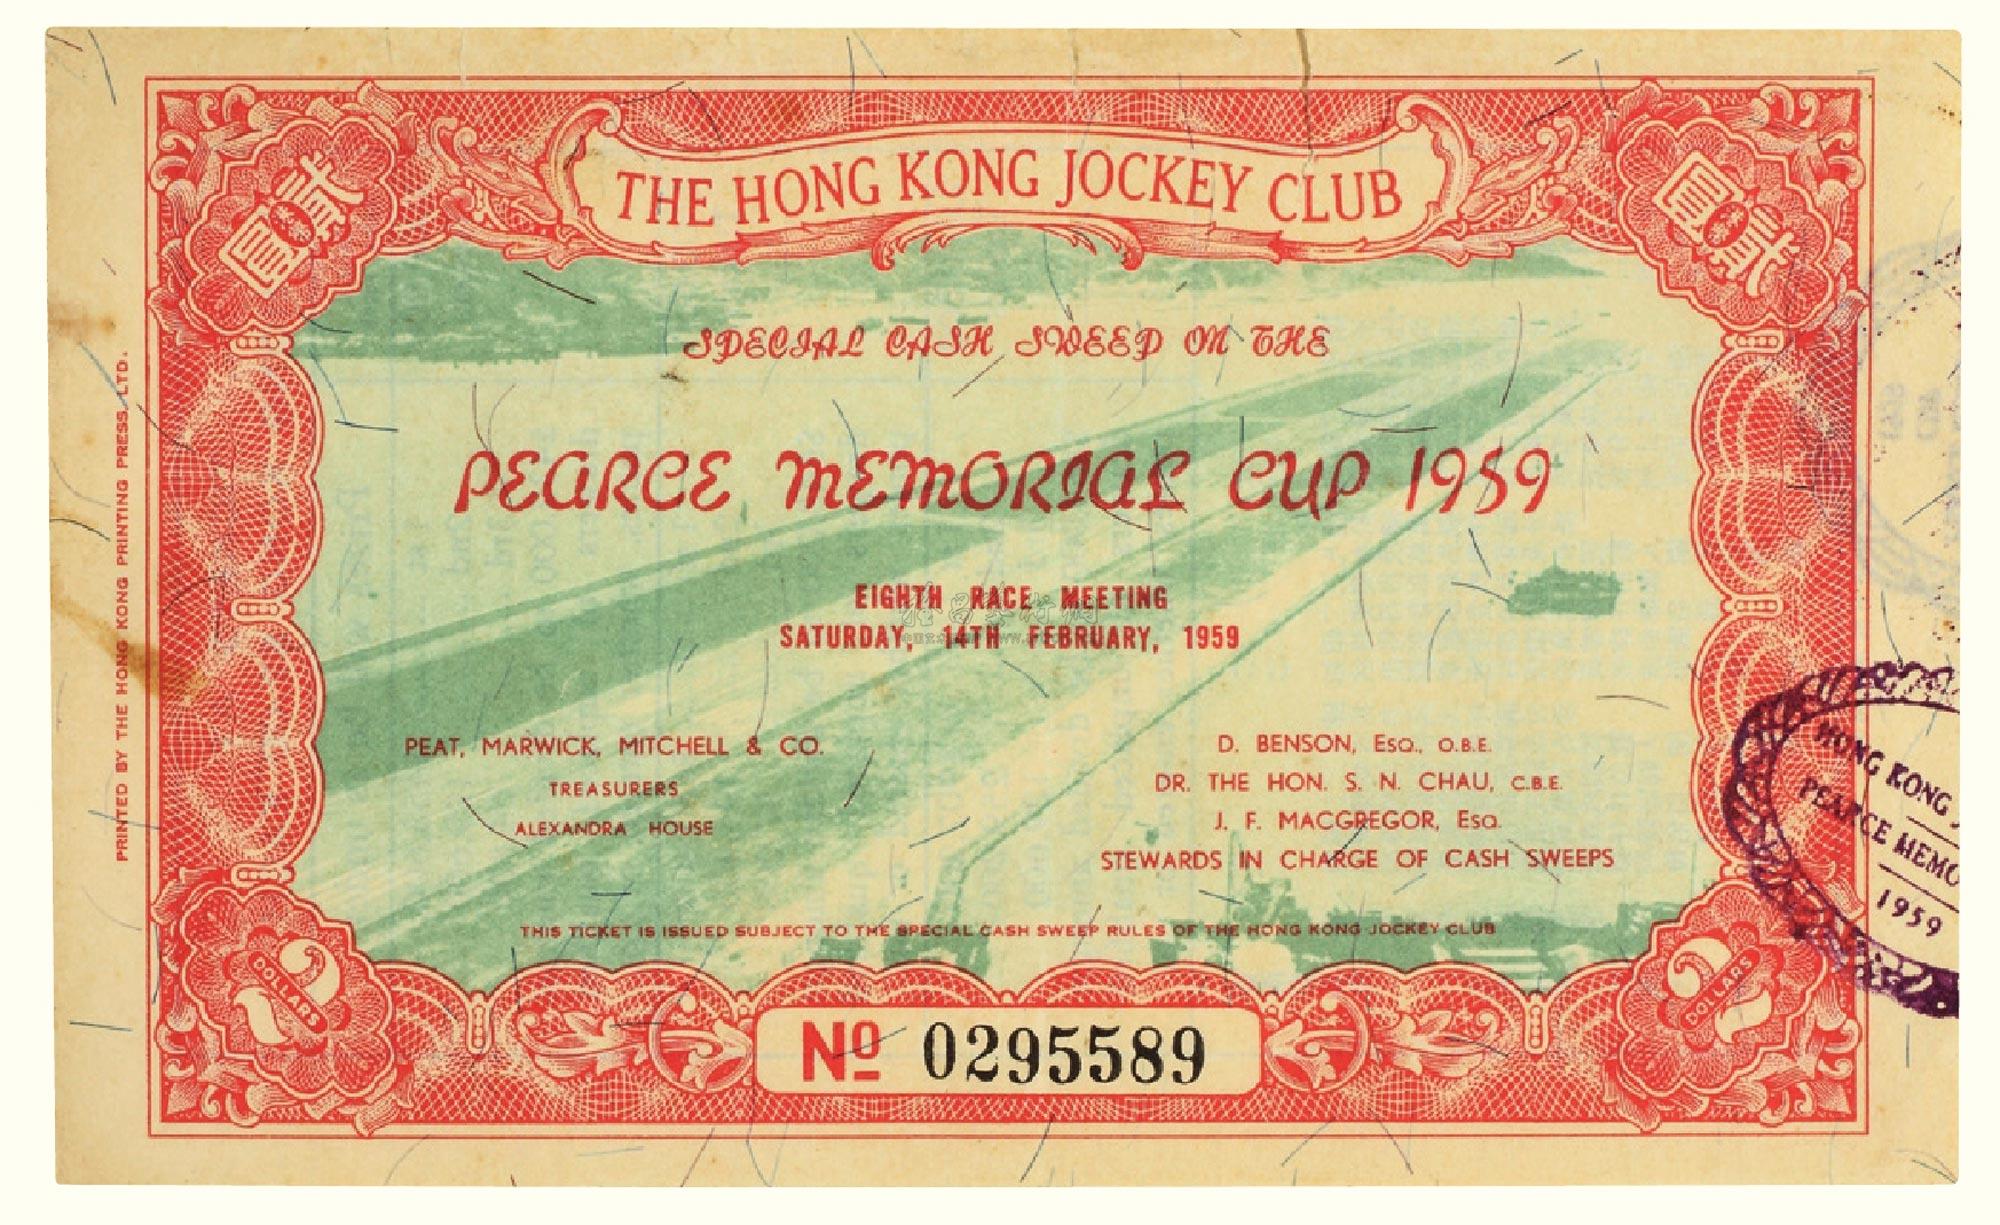 THE HONG KONG JOCKEY CLUB
貳圓
貳圓
SPECIAL CASH SWEEP ON THE
PEARCE MEMORIAL CUP 1959
EIGHTH RACE MEETING
SATURDAY, 14TH FEBRUARY, 1959
PEAT, MARWICK, MITCHELL & CO.
TREASURERS
ALEXANDRA HOUSE
D. BENSON, ESQ., O.B.E.
DR. THE HON. S. N. CHAU, C.B.E.
J. F. MACGREGOR, ESQ.
STEWARDS IN CHARGE OF CASH SWEEPS
THIS TICKET IS ISSUED SUBJECT TO THE SPECIAL CASH SWEEP RULES OF THE HONG KONG JOCKEY CLUB
2 DOLLARS
2 DOLLARS
No 0295589
PRINTED BY THE HONG KONG PRINTING PRESS, LTD.
HONG KONG
PEARCE MEMO
1959